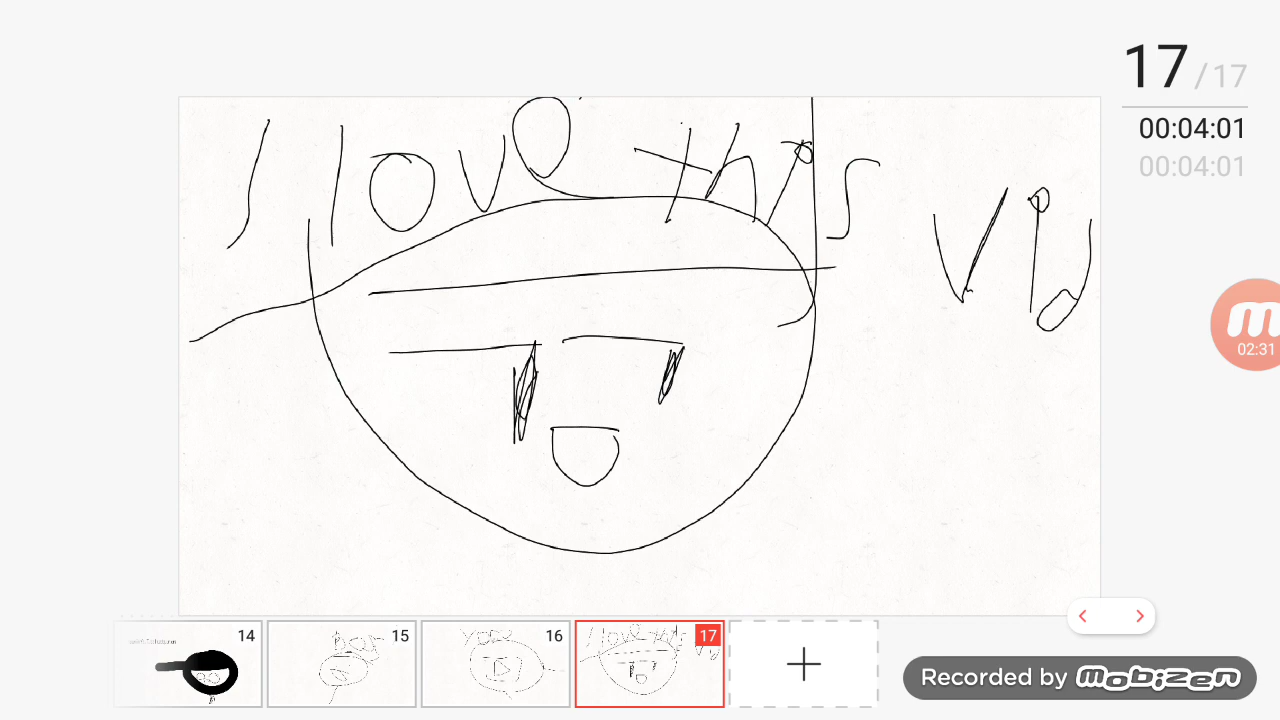 17/17
00:04:01
00:04:01
I love this
vid
02:31
14
15
16
17
Recorded by mobizen